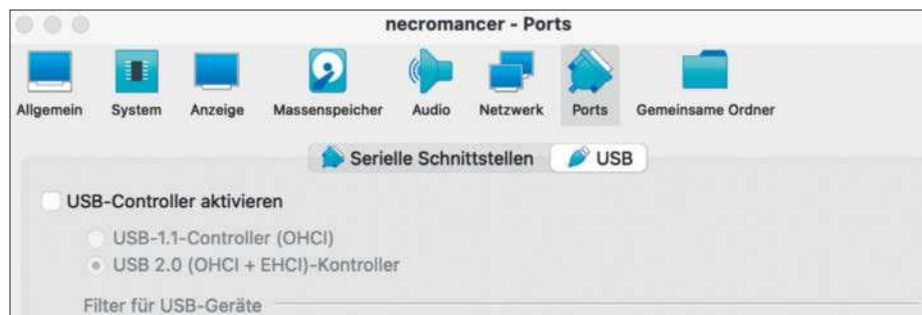 necromancer - Ports
Allgemein System Anzeige Massenspeicher Audio Netzwerk Ports Gemeinsame Ordner
Serielle Schnittstellen USB
USB-Controller aktivieren
USB-1.1-Controller (OHCI)
USB 2.0 (OHCI + EHCI)-Kontroller
Filter für USB-Geräte